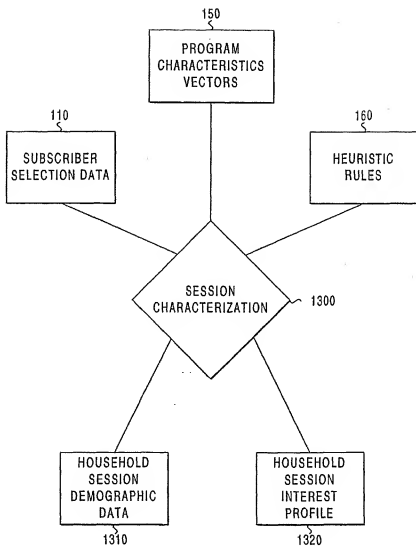 150
PROGRAM
CHARACTERISTICS
VECTORS
110
SUBSCRIBER
SELECTION DATA
160
HEURISTIC
RULES
SESSION
CHARACTERIZATION
1300
HOUSEHOLD
SESSION
DEMOGRAPHIC
DATA
1310
HOUSEHOLD
SESSION
INTEREST
PROFILE
1320